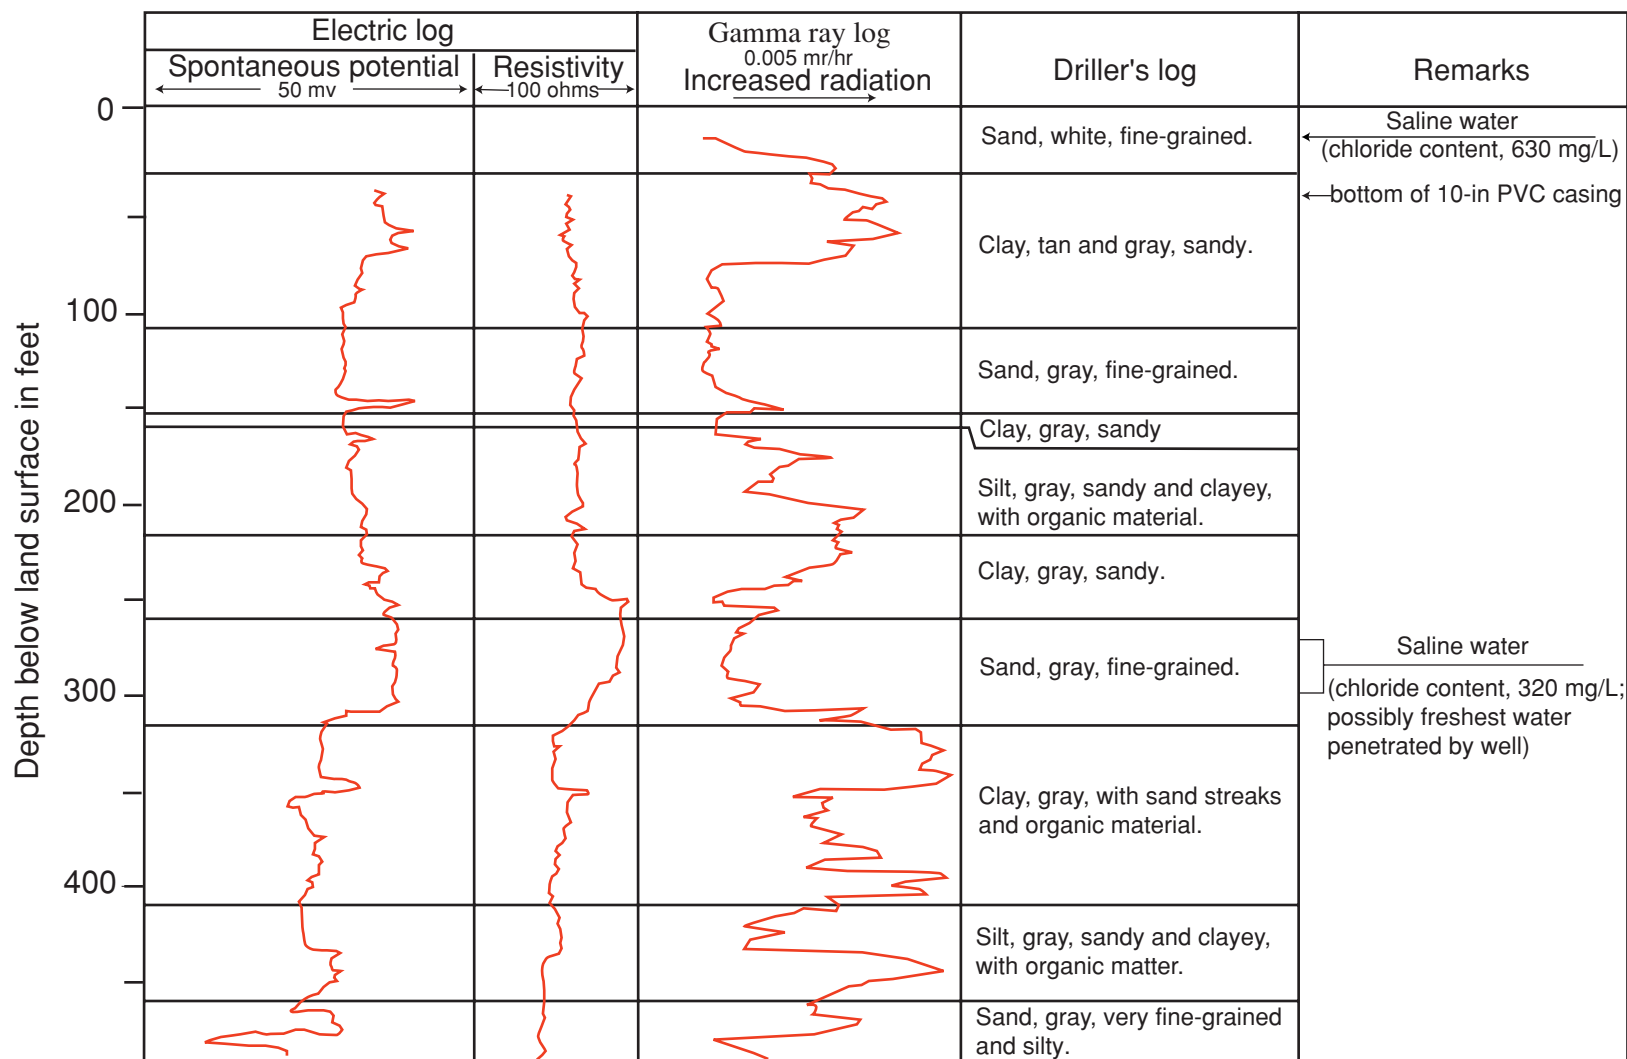 Electric log
Spontaneous potential
50 mv
Resistivity
100 ohms
Gamma ray log
0.005 mr/hr
Increased radiation
Driller's log
Remarks
Depth below land surface in feet
0
100
200
300
400
Sand, white, fine-grained.
Clay, tan and gray, sandy.
Sand, gray, fine-grained.
Clay, gray, sandy
Silt, gray, sandy and clayey,
with organic material.
Clay, gray, sandy.
Sand, gray, fine-grained.
Clay, gray, with sand streaks
and organic material.
Silt, gray, sandy and clayey,
with organic matter.
Sand, gray, very fine-grained
and silty.
Saline water
(chloride content, 630 mg/L)
bottom of 10-in PVC casing
Saline water
(chloride content, 320 mg/L;
possibly freshest water
penetrated by well)